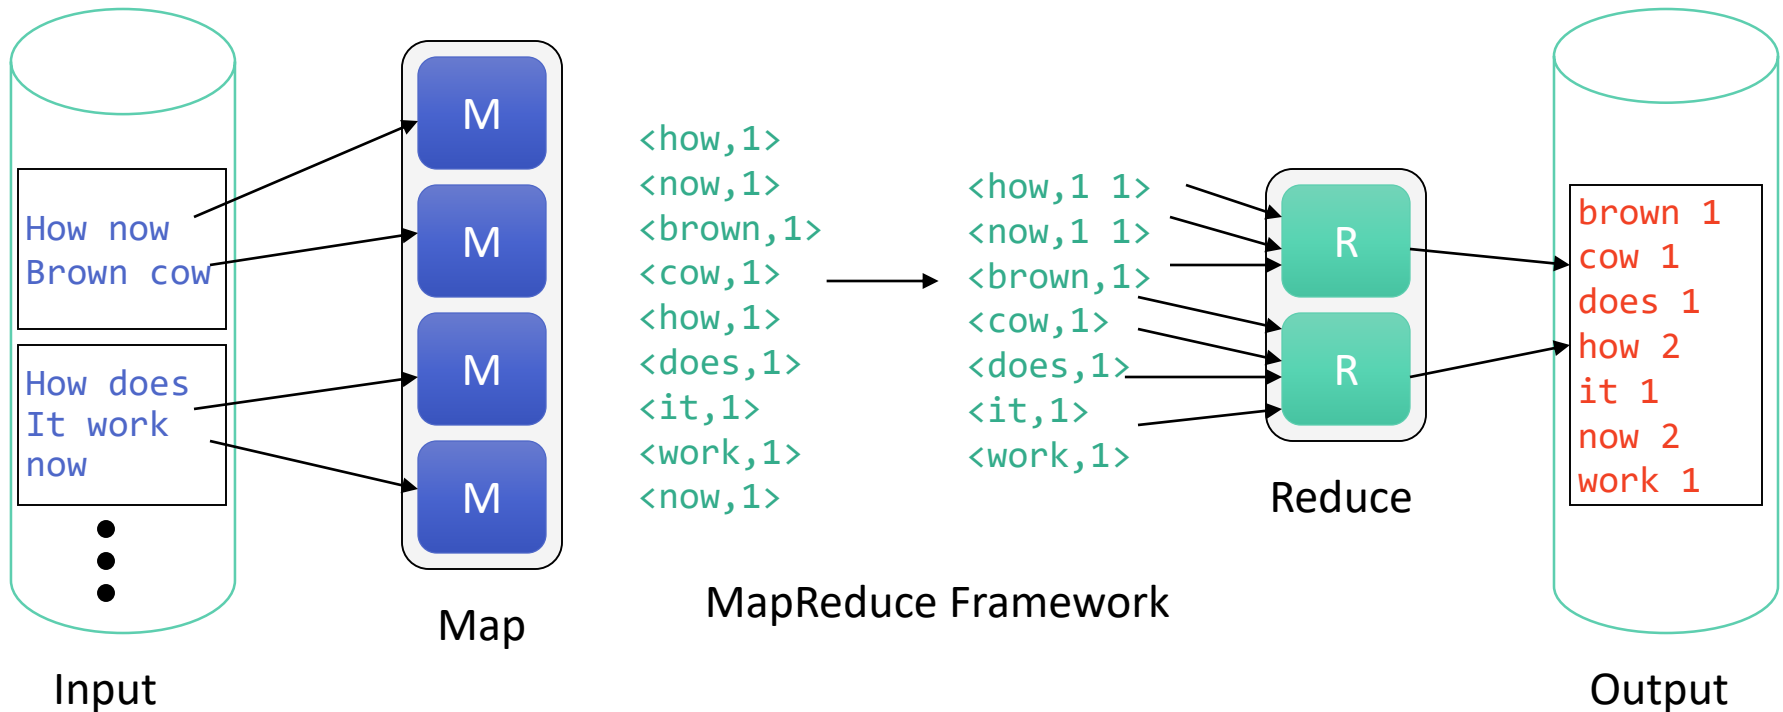 How now
Brown cow
How does
It work
now
Input
M
M
M
M
Map
<how,1>
<now,1>
<brown,1>
<cow,1>
<how,1>
<does,1>
<it,1>
<work,1>
<now,1>
MapReduce Framework
<how,1 1>
<now,1 1>
<brown,1>
<cow,1>
<does,1>
<it,1>
<work,1>
R
R
Reduce
brown 1
cow 1
does 1
how 2
it 1
now 2
work 1
Output